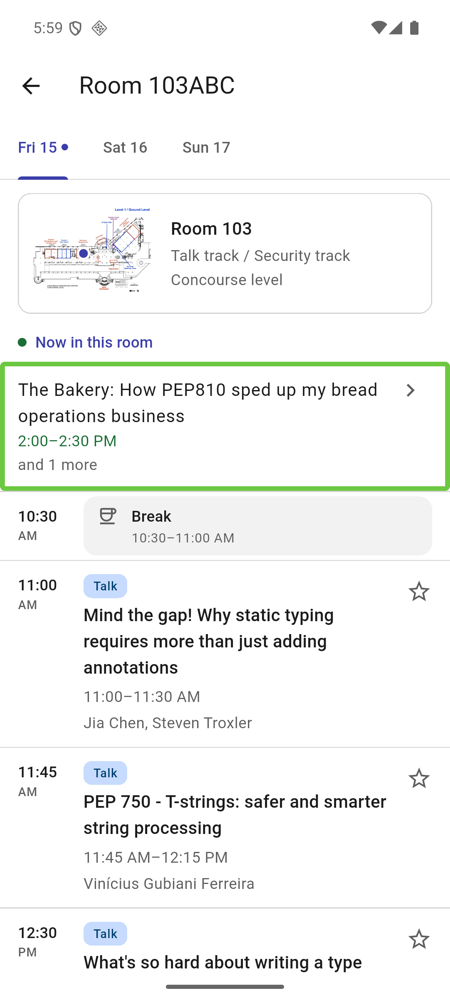 5:59
Room 103ABC
Fri 15
Sat 16
Sun 17
Level 1 / Ground Level
Room 103
Talk track / Security track
Concourse level
Now in this room
The Bakery: How PEP810 sped up my bread
operations business
2:00–2:30 PM
and 1 more
10:30
AM
Break
10:30–11:00 AM
11:00
AM
Talk
Mind the gap! Why static typing
requires more than just adding
annotations
11:00–11:30 AM
Jia Chen, Steven Troxler
11:45
AM
Talk
PEP 750 - T-strings: safer and smarter
string processing
11:45 AM–12:15 PM
Vinícius Gubiani Ferreira
12:30
PM
Talk
What's so hard about writing a type